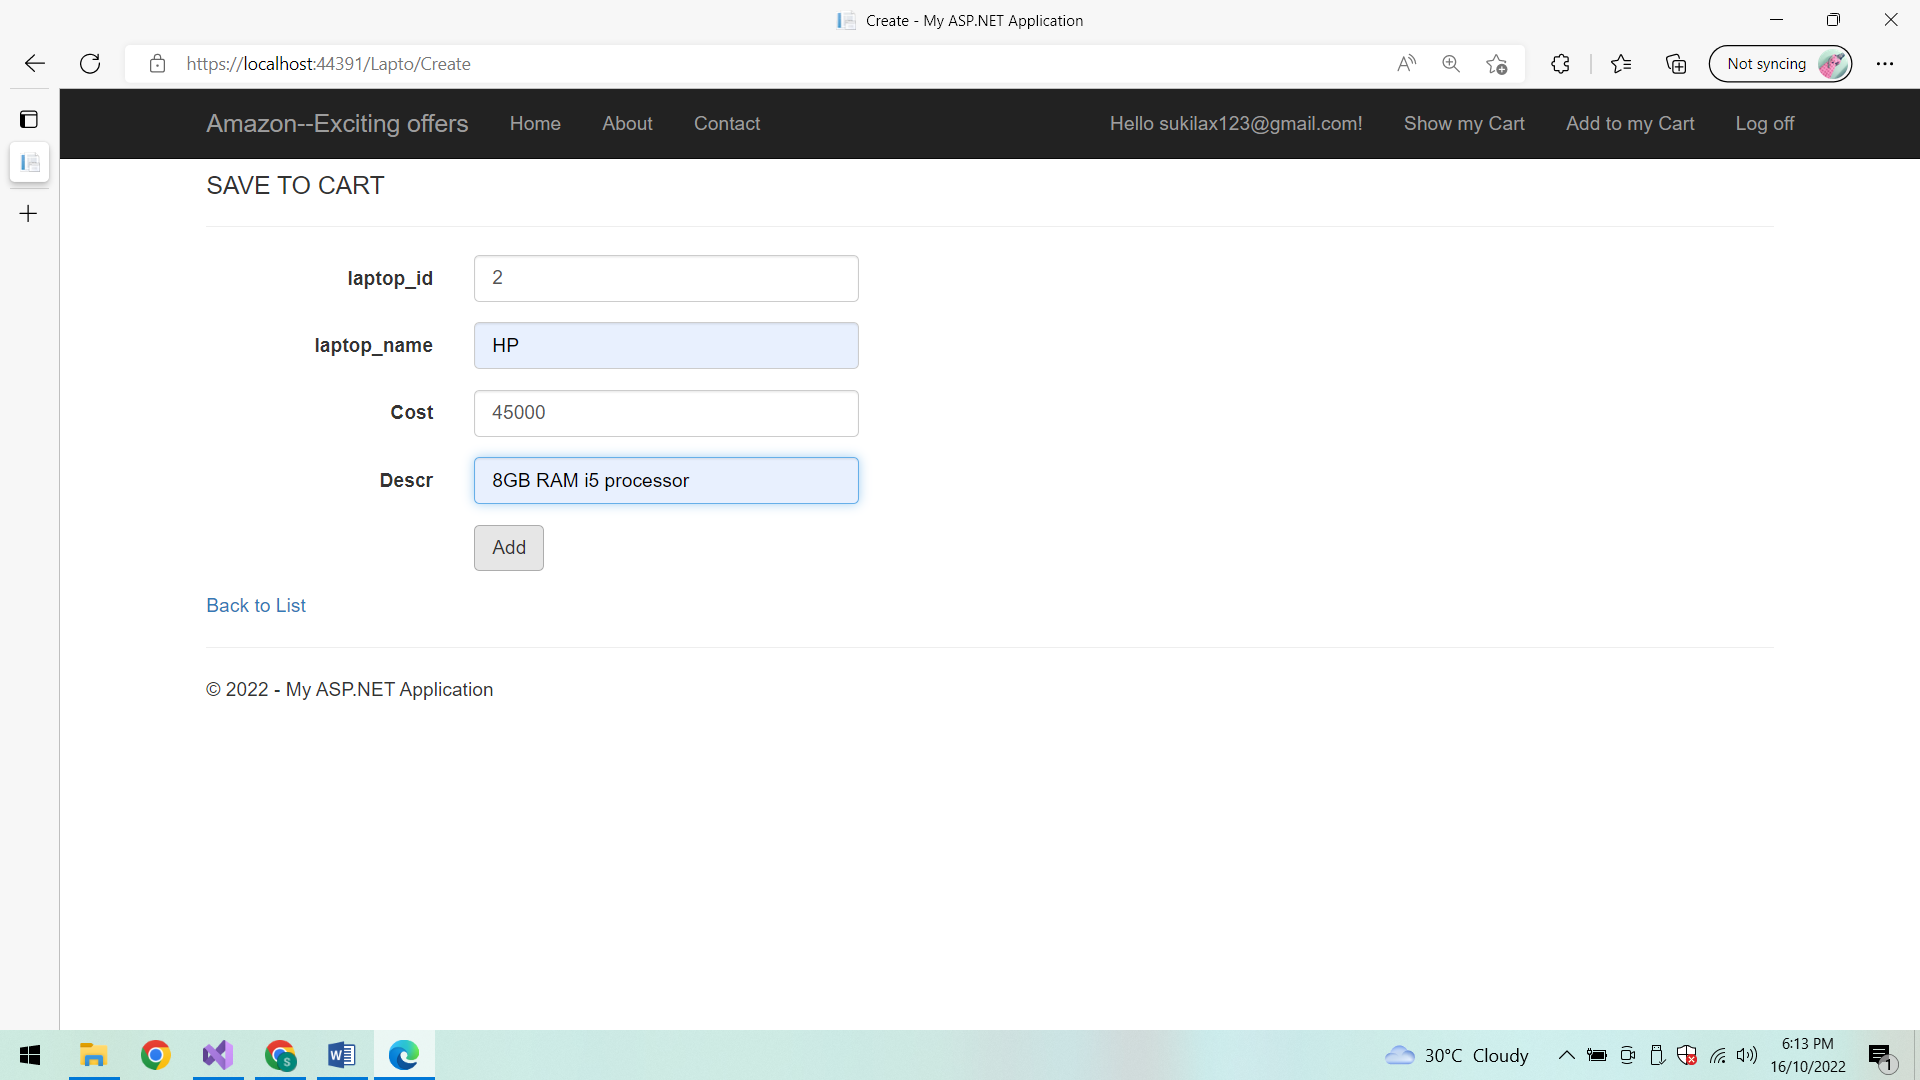 Create - My ASP.NET Application
https://localhost:44391/Lapto/Create
Not syncing
Amazon--Exciting offers Home About Contact Hello sukilax123@gmail.com! Show my Cart Add to my Cart Log off
SAVE TO CART
laptop_id 2
laptop_name HP
Cost 45000
Descr 8GB RAM i5 processor
Add
Back to List
© 2022 - My ASP.NET Application
30°C Cloudy
6:13 PM
16/10/2022
1